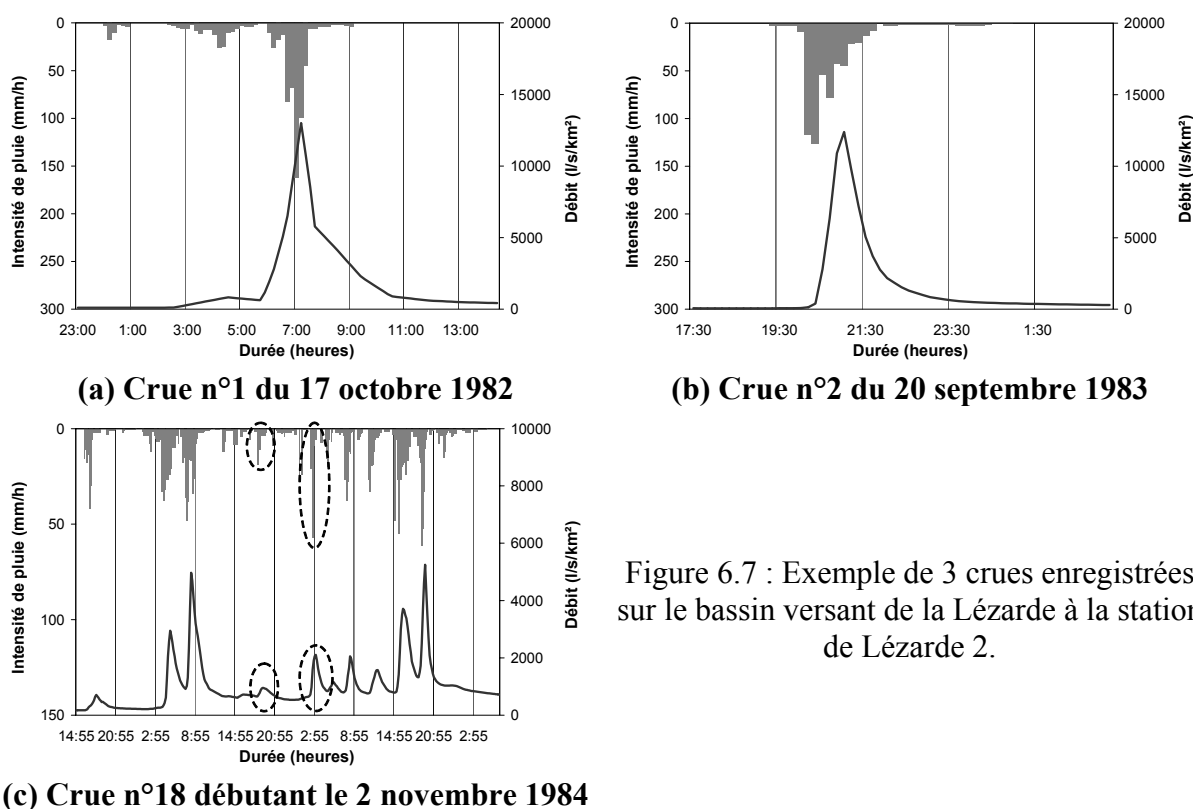 0
50
100
150
200
250
300
Intensité de pluie (mm/h)
20000
15000
10000
5000
0
Débit (l/s/km²)
23:00 1:00 3:00 5:00 7:00 9:00 11:00 13:00
Durée (heures)
(a) Crue n°1 du 17 octobre 1982
0
50
100
150
200
250
300
Intensité de pluie (mm/h)
20000
15000
10000
5000
0
Débit (l/s/km²)
17:30 19:30 21:30 23:30 1:30
Durée (heures)
(b) Crue n°2 du 20 septembre 1983
0
50
100
150
Intensité de pluie (mm/h)
10000
8000
6000
4000
2000
0
Débit (l/s/km²)
14:55 20:55 2:55 8:55 14:55 20:55 2:55 8:55 14:55 20:55 2:55
Durée (heures)
(c) Crue n°18 débutant le 2 novembre 1984
Figure 6.7 : Exemple de 3 crues enregistrées
sur le bassin versant de la Lézarde à la station
de Lézarde 2.